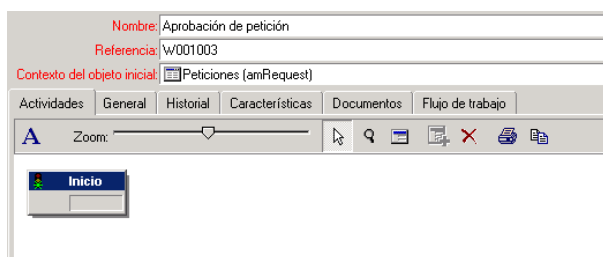 Nombre: Aprobación de petición
Referencia: W001003
Contexto del objeto inicial: Peticiones (amRequest)
Actividades General Historial Características Documentos Flujo de trabajo
A Zoom:
Inicio